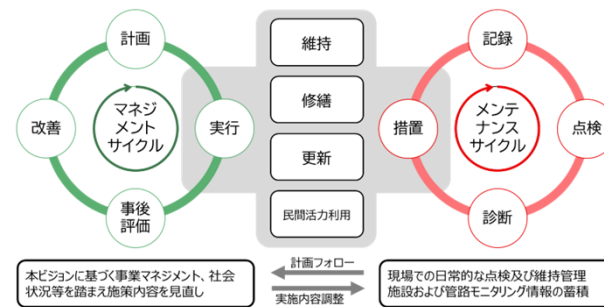 計画
マネジ
メント
サイクル
改善
実行
事後
評価
維持
修繕
更新
民間活力利用
記録
措置
メンテ
ナンス
サイクル
点検
診断
本ビジョンに基づく事業マネジメント、社会
状況等を踏まえ施策内容を見直し
計画フォロー
実施内容調整
現場での日常的な点検及び維持管理
施設および管路モニタリング情報の蓄積